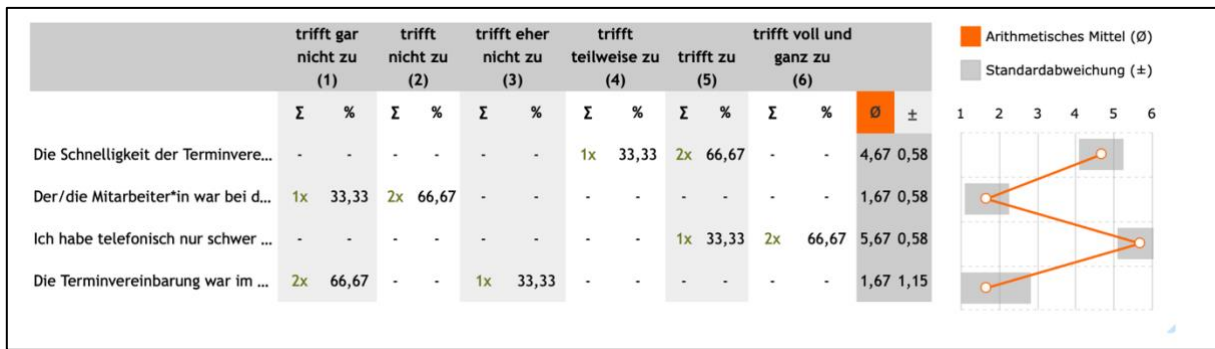 trifft gar nicht zu (1) trifft nicht zu (2) trifft eher nicht zu (3) trifft teilweise zu (4) trifft zu (5) trifft voll und ganz zu (6)
Σ % Σ % Σ % Σ % Σ % Σ % Ø ±
Die Schnelligkeit der Terminvere... - - - - - - 1x 33,33 2x 66,67 - - 4,67 0,58
Der/die Mitarbeiter*in war bei d... 1x 33,33 2x 66,67 - - - - - - - - 1,67 0,58
Ich habe telefonisch nur schwer ... - - - - - - - - 1x 33,33 2x 66,67 5,67 0,58
Die Terminvereinbarung war im ... 2x 66,67 - - 1x 33,33 - - - - - - 1,67 1,15
Arithmetisches Mittel (Ø)
Standardabweichung (±)
1 2 3 4 5 6